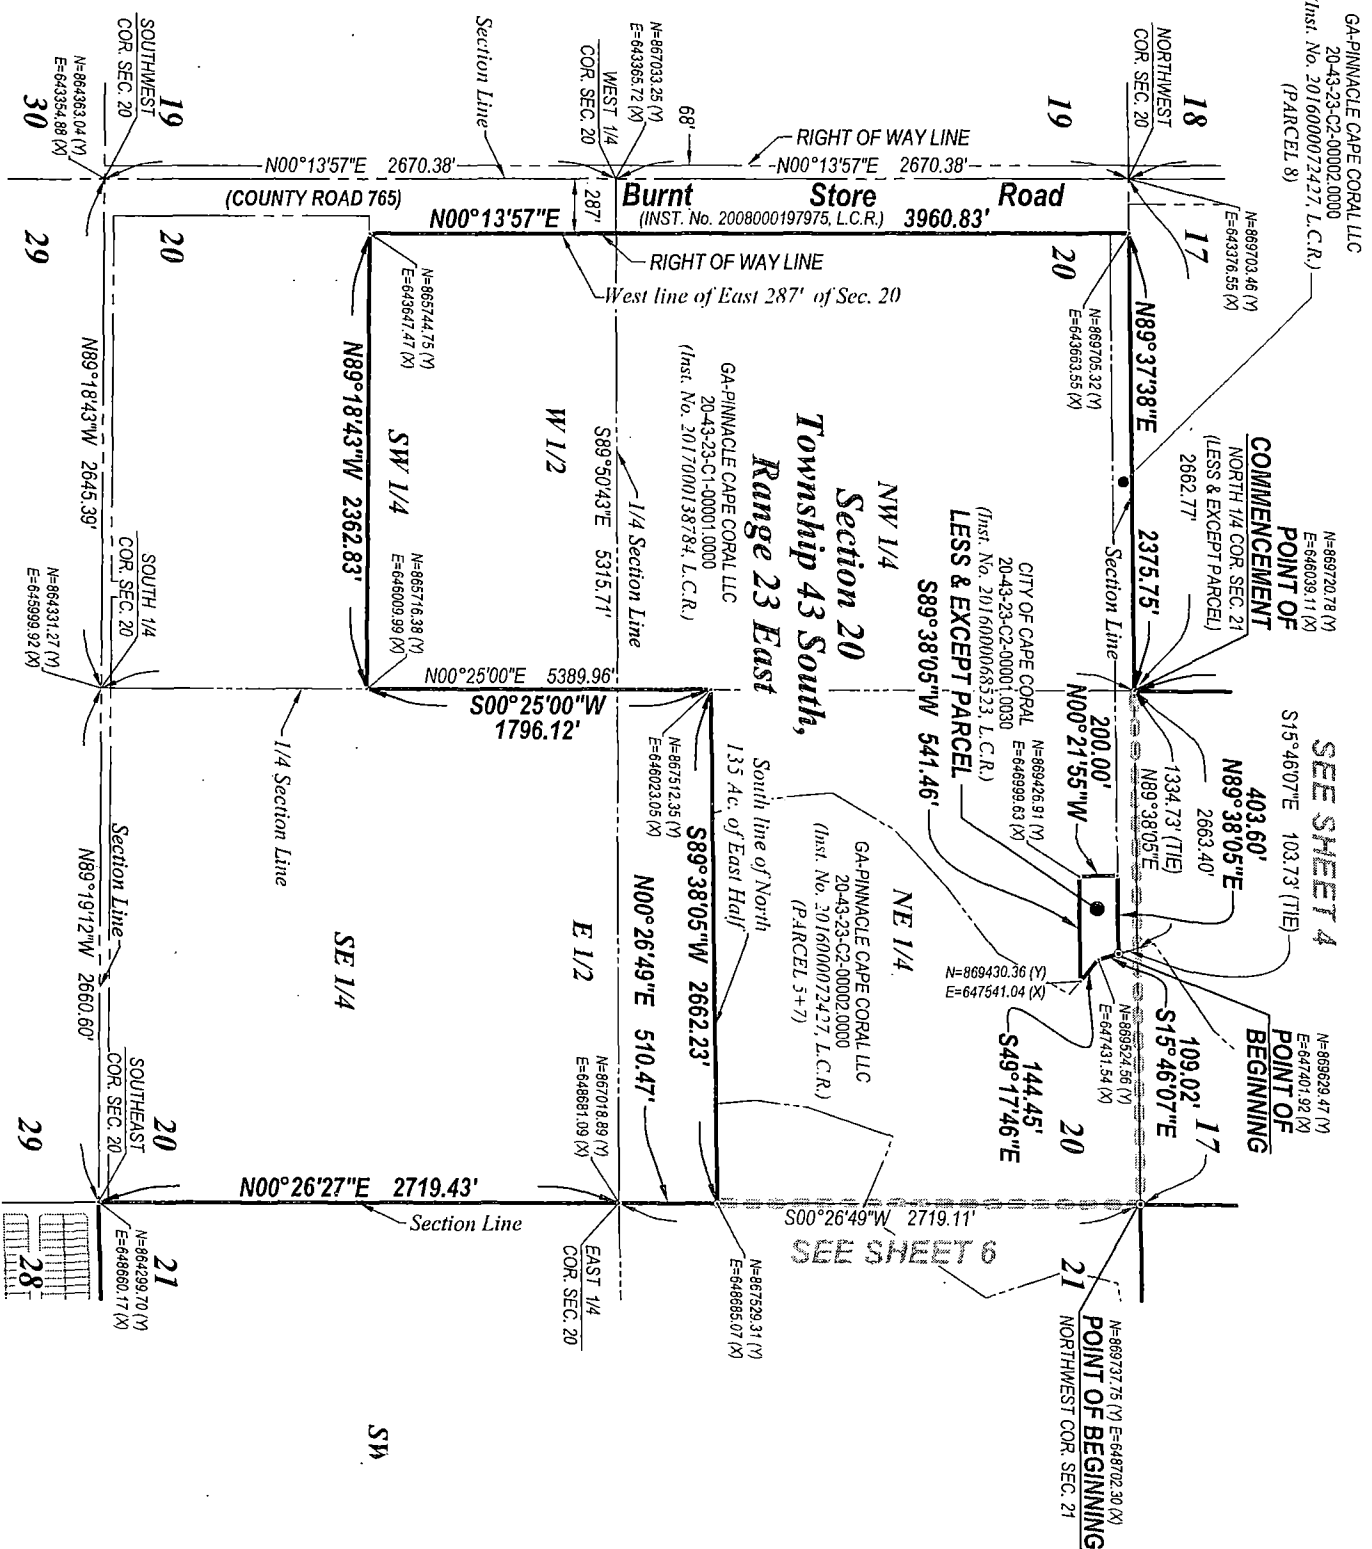 GA-PINNACLE CAPE CORAL LLC
20-43-23-C2-00002.0000
(Inst. No. 2016000072427, L.C.R.)
(PARCEL 8)
18
17
19
20
NORTHWEST
COR. SEC. 20
N=869703.46 (Y)
E=643376.55 (X)
N=869705.32 (Y)
E=643663.55 (X)
N89°37'38"E
2375.75'
Section Line
N=869720.78 (Y)
E=646039.11 (X)
POINT OF
COMMENCEMENT
NORTH 1/4 COR. SEC. 21
(LESS & EXCEPT PARCEL)
2662.77'
SEE SHEET 4
S15°46'07"E 103.73' (TIE)
403.60'
N89°38'05"E
2663.40'
1334.73' (TIE)
N89°38'05"E
200.00'
N00°21'55"W
N=869426.91 (Y)
E=646999.63 (X)
CITY OF CAPE CORAL
20-43-23-C2-00001.0030
(Inst. No. 2016000068523, L.C.R.)
LESS & EXCEPT PARCEL
S89°38'05"W 541.46'
N=869629.47 (Y)
E=647401.92 (X)
POINT OF
BEGINNING
109.02'
S15°46'07"E
N=869524.56 (Y)
E=647431.54 (X)
144.45'
S49°17'46"E
N=869430.36 (Y)
E=647541.04 (X)
17
20
21
N=869737.75 (Y) E=648702.30 (X)
POINT OF BEGINNING
NORTHWEST COR. SEC. 21
SEE SHEET 6
S00°26'49"W 2719.11'
68'
RIGHT OF WAY LINE
N00°13'57"E 2670.38'
Burnt Store Road
(INST. No. 2008000197975, L.C.R.)
N00°13'57"E 3960.83'
RIGHT OF WAY LINE
West line of East 287' of Sec. 20
287'
N=867033.25 (Y)
E=643365.72 (X)
WEST 1/4
COR. SEC. 20
Section Line
N00°13'57"E 2670.38'
(COUNTY ROAD 765)
NW 1/4
Section 20
Township 43 South,
Range 23 East
GA-PINNACLE CAPE CORAL LLC
20-43-23-C1-00001.0000
(Inst. No. 2017000138784, L.C.R.)
1/4 Section Line
S89°50'43"E 5315.71'
W 1/2
SW 1/4
N=865744.75 (Y)
E=643647.47 (X)
N89°18'43"W 2362.83'
N=865716.38 (Y)
E=646009.99 (X)
N00°25'00"E 5389.96'
S00°25'00"W
1796.12'
N=867512.35 (Y)
E=646023.05 (X)
NE 1/4
GA-PINNACLE CAPE CORAL LLC
20-43-23-C2-00002.0000
(Inst. No. 2016000072427, L.C.R.)
(PARCEL 5+7)
South line of North
135 Ac. of East Half
S89°38'05"W 2662.23'
N00°26'49"E 510.47'
N=867529.31 (Y)
E=648685.07 (X)
E 1/2
N=867018.89 (Y)
E=648681.09 (X)
EAST 1/4
COR. SEC. 20
SE 1/4
N00°26'27"E 2719.43'
Section Line
1/4 Section Line
SW
19
30
20
29
SOUTHWEST
COR. SEC. 20
N=864363.04 (Y)
E=643354.88 (X)
N89°18'43"W 2645.39'
SOUTH 1/4
COR. SEC. 20
N=864331.27 (Y)
E=645999.92 (X)
Section Line
N89°19'12"W 2660.60'
SOUTHEAST
COR. SEC. 20
20
29
21
28
N=864299.70 (Y)
E=648660.17 (X)